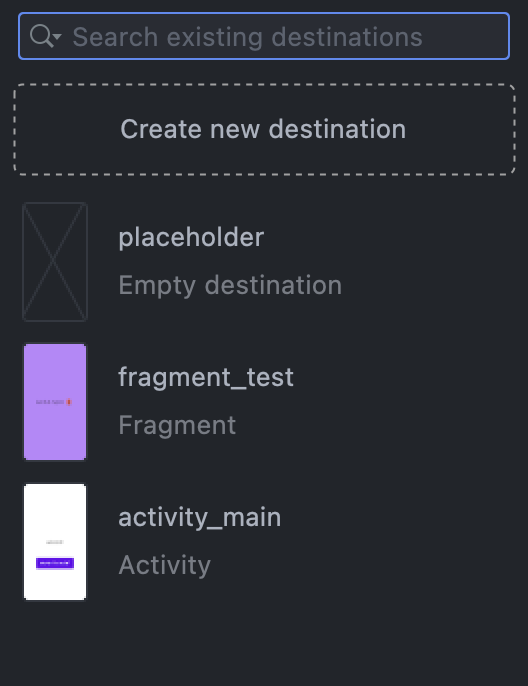 Search existing destinations
Create new destination
placeholder
Empty destination
fragment_test
Fragment
activity_main
Activity